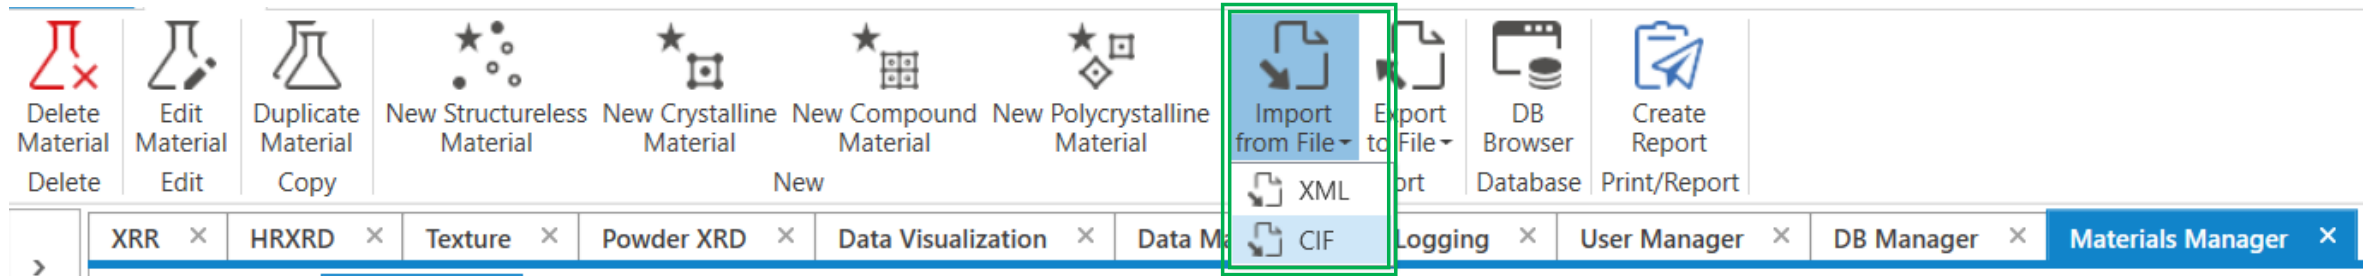 Delete Material
Edit Material
Duplicate Material
New Structureless Material
New Crystalline Material
New Compound Material
New Polycrystalline Material
Import from File
Export to File
DB Browser
Create Report
Delete
Edit
Copy
New
Database
Print/Report
XML
CIF
XRR
HRXRD
Texture
Powder XRD
Data Visualization
Data
Logging
User Manager
DB Manager
Materials Manager